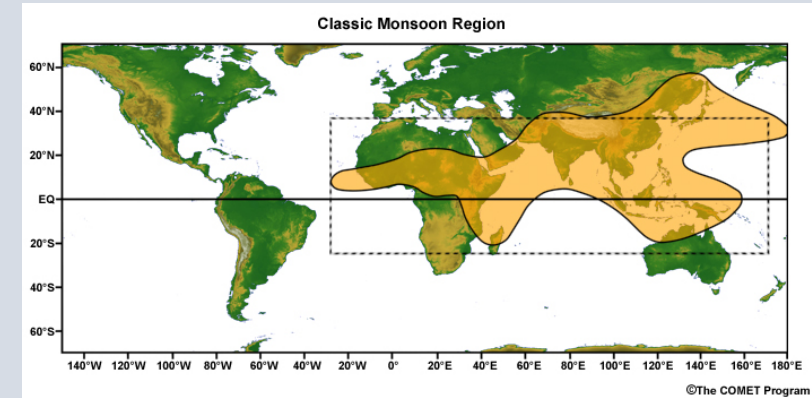 Classic Monsoon Region
60°N
40°N
20°N
EQ
20°S
40°S
60°S
140°W 120°W 100°W 80°W 60°W 40°W 20°W 0° 20°E 40°E 60°E 80°E 100°E 120°E 140°E 160°E 180°E
©The COMET Program